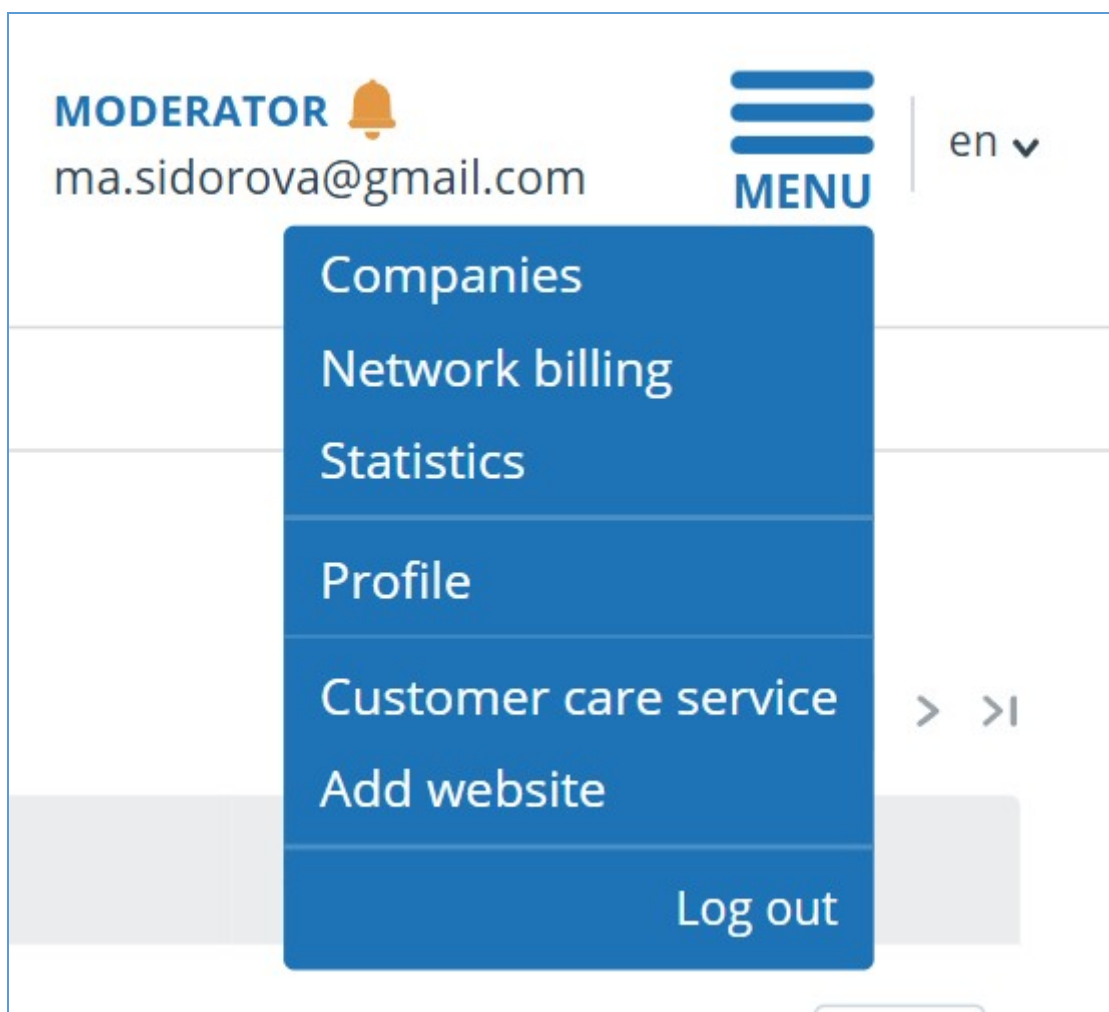 MODERATOR
ma.sidorova@gmail.com
MENU
en
Companies
Network billing
Statistics
Profile
Customer care service
Add website
Log out